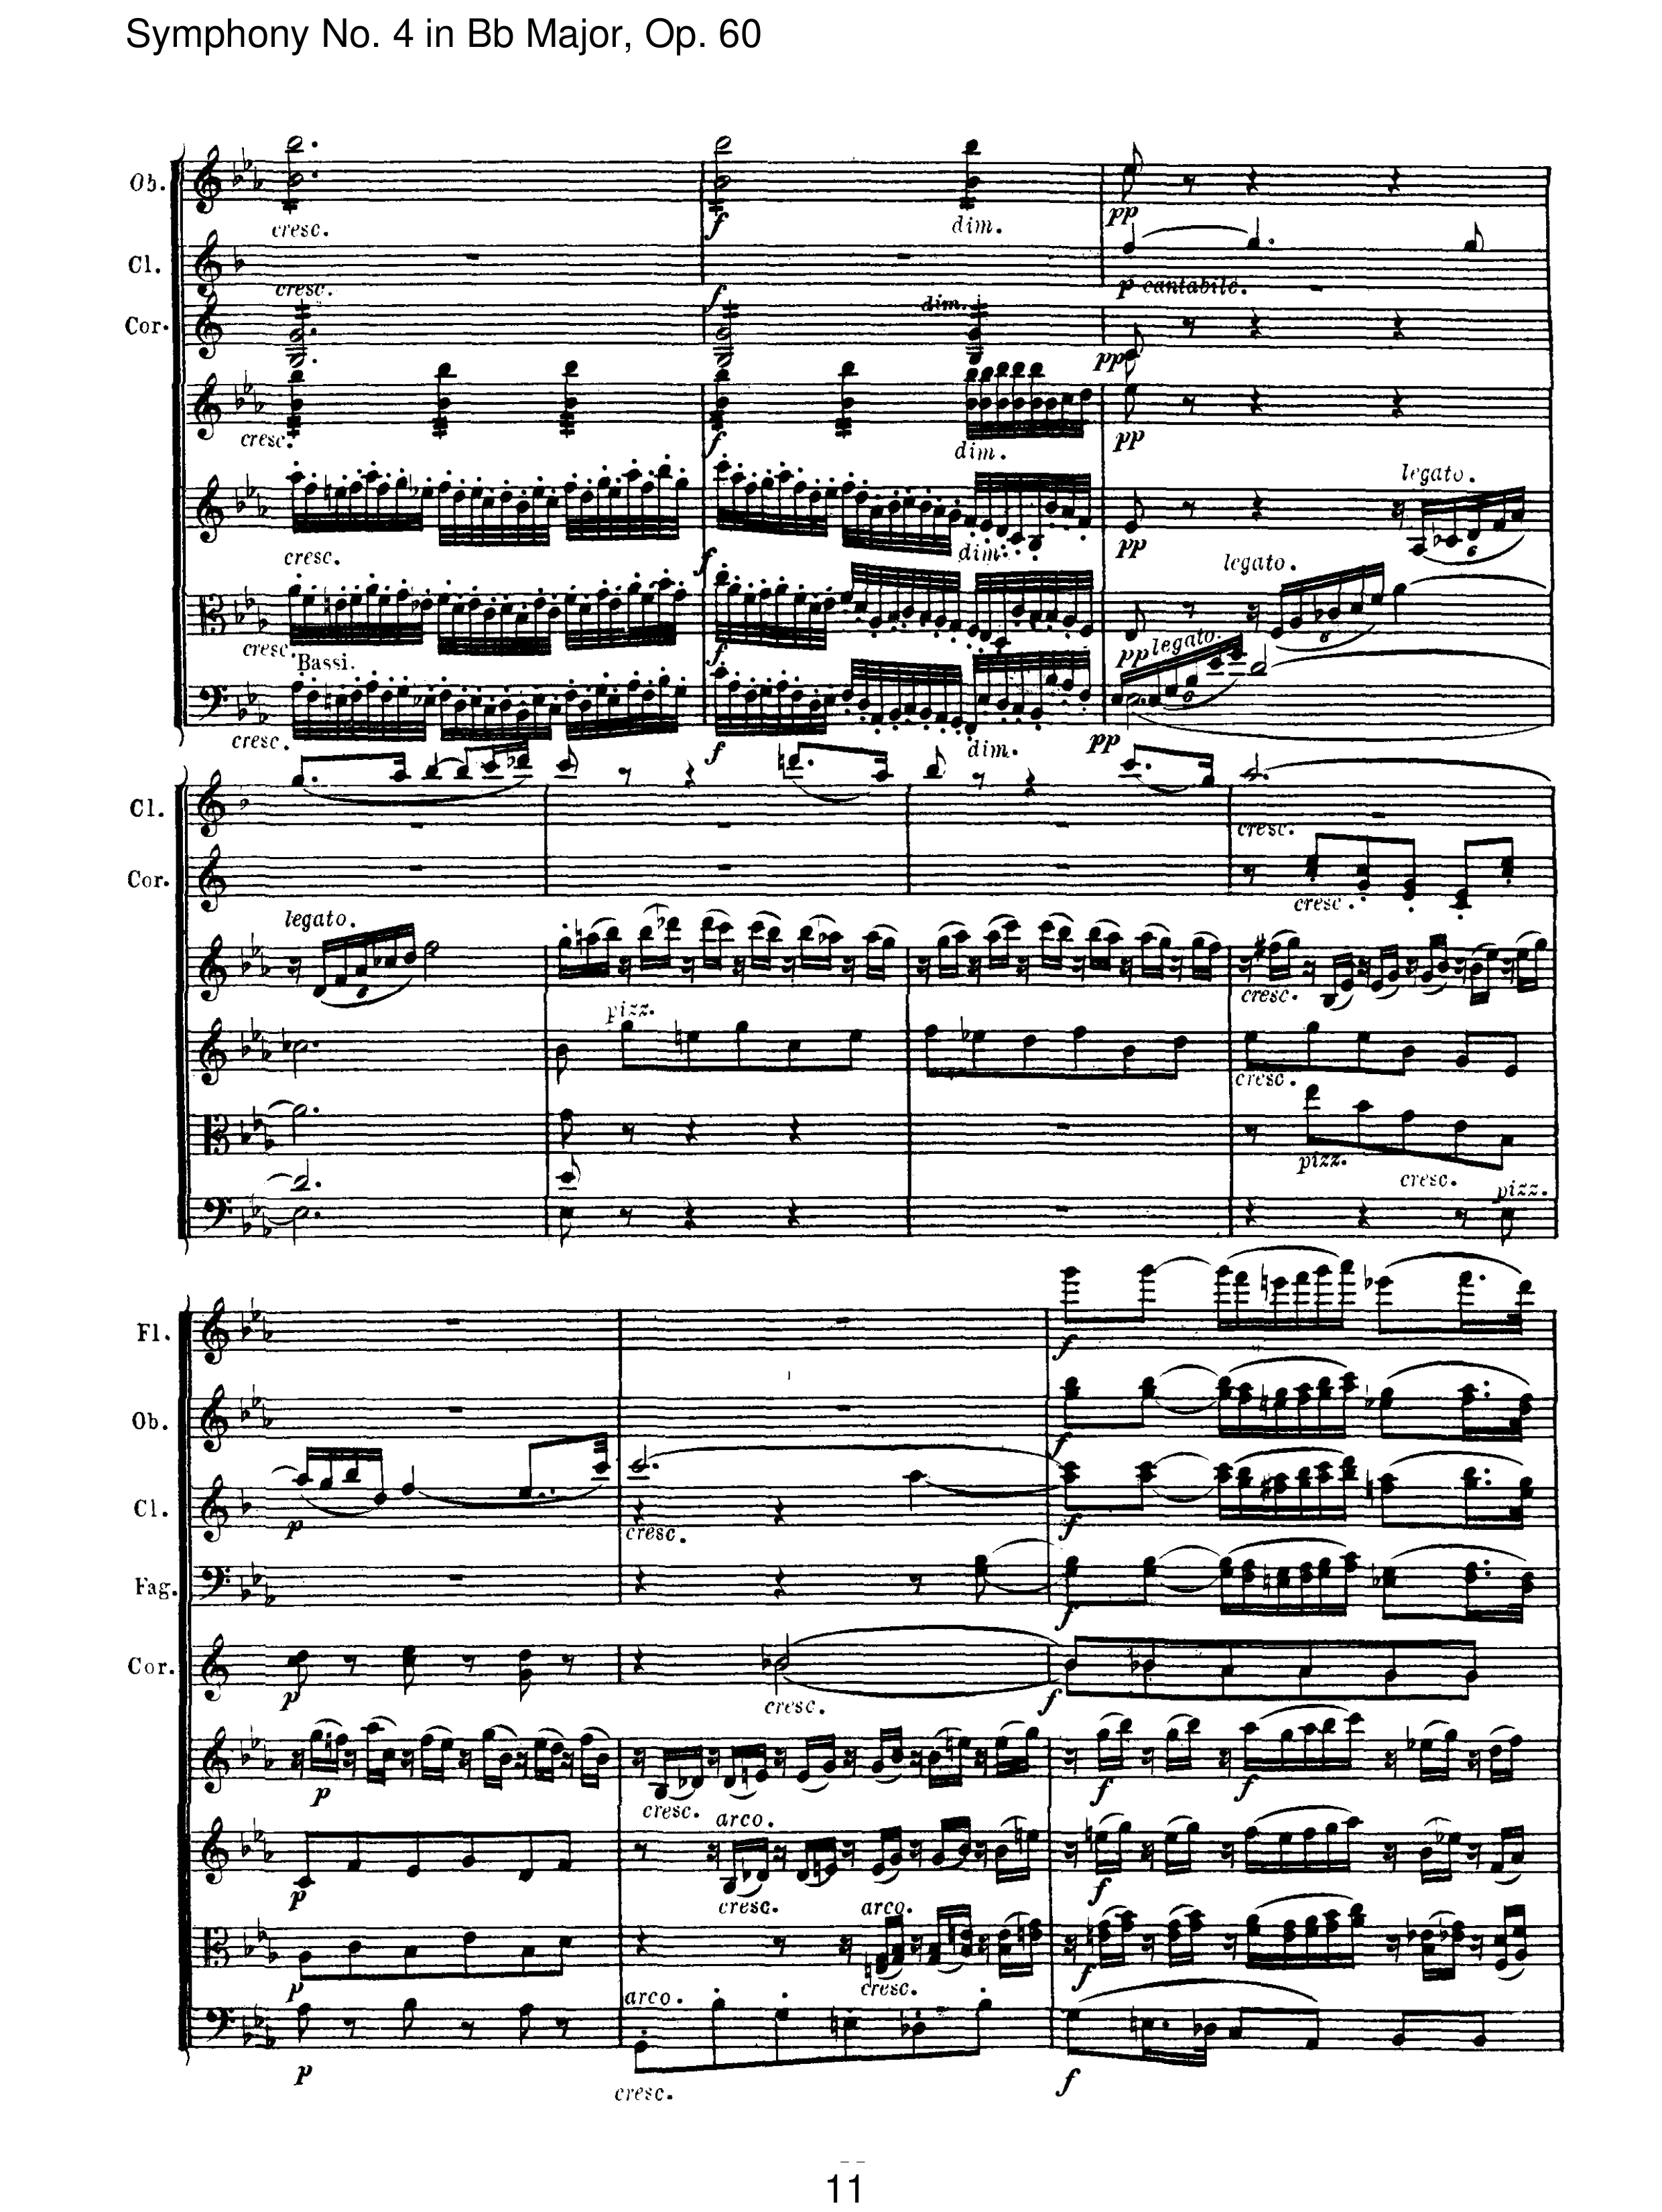 Symphony No. 4 in Bb Major, Op. 60
Ob.
cresc.
f
dim.
pp
Cl.
cresc.
f
dim.
p cantabile.
Cor.
pp
cresc.
f
dim.
pp
legato.
cresc.
f
dim.
pp
6
legato.
cresc.
f
pp
6
Bassi.
legato.
6
cresc.
f
dim.
pp
Cl.
cresc.
Cor.
cresc.
legato.
cresc.
pizz.
cresc.
pizz.
cresc.
pizz.
Fl.
f
Ob.
f
Cl.
p
cresc.
f
Fag.
f
Cor.
p
cresc.
f
p
cresc.
f
f
arco.
p
cresc.
f
arco.
p
cresc.
f
arco.
p
cresc.
f
11